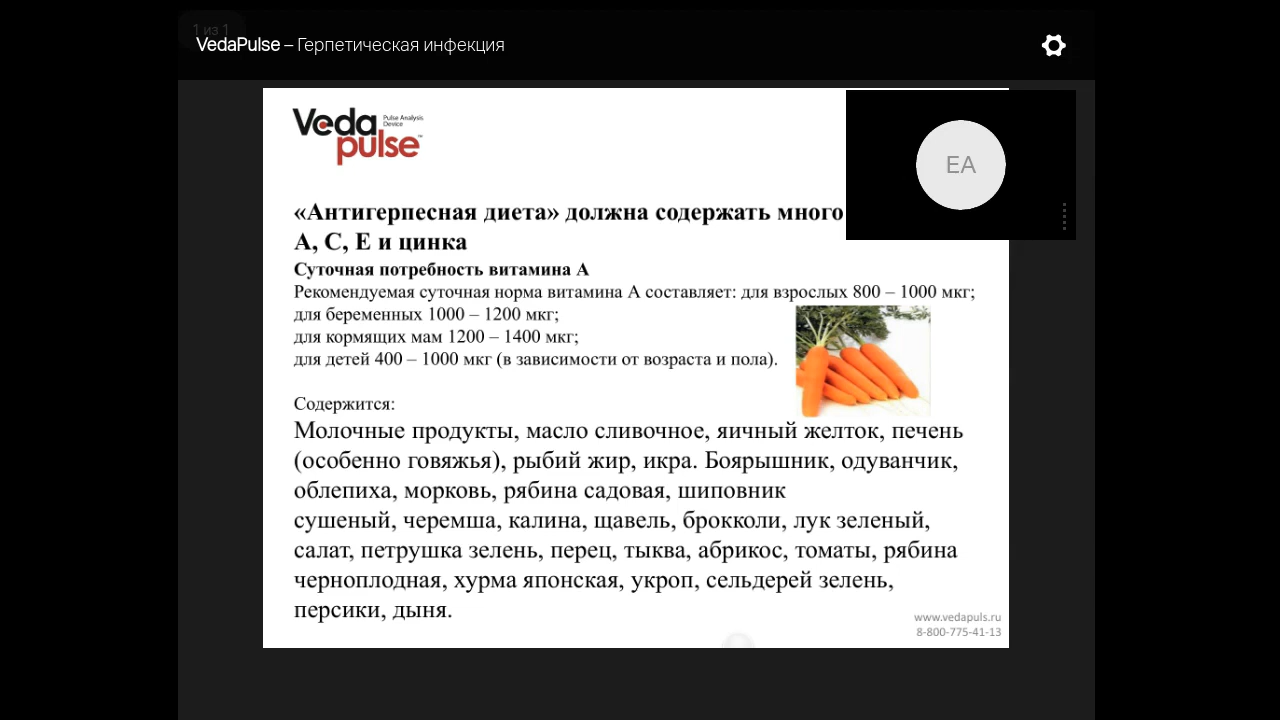 1 из 1
VedaPulse – Герпетическая инфекция
Veda
pulse
Pulse Analysis
Device
™
EA
«Антигерпесная диета» должна содержать много
А, С, Е и цинка
Суточная потребность витамина А
Рекомендуемая суточная норма витамина А составляет: для взрослых 800 – 1000 мкг;
для беременных 1000 – 1200 мкг;
для кормящих мам 1200 – 1400 мкг;
для детей 400 – 1000 мкг (в зависимости от возраста и пола).
Содержится:
Молочные продукты, масло сливочное, яичный желток, печень
(особенно говяжья), рыбий жир, икра. Боярышник, одуванчик,
облепиха, морковь, рябина садовая, шиповник
сушеный, черемша, калина, щавель, брокколи, лук зеленый,
салат, петрушка зелень, перец, тыква, абрикос, томаты, рябина
черноплодная, хурма японская, укроп, сельдерей зелень,
персики, дыня.
www.vedapuls.ru
8-800-775-41-13